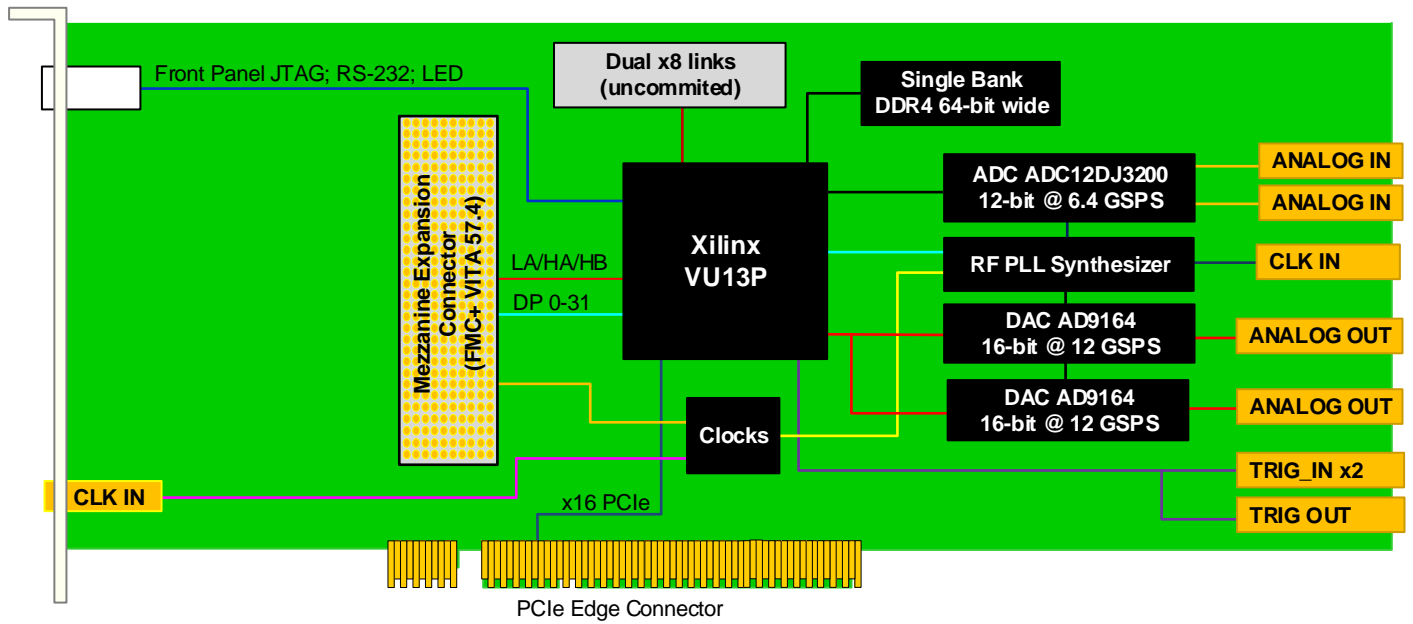 Front Panel JTAG; RS-232; LED
Dual x8 links
(uncommited)
Single Bank
DDR4 64-bit wide
Mezzanine Expansion
Connector
(FMC+ VITA 57.4)
LA/HA/HB
DP 0-31
Xilinx
VU13P
ADC ADC12DJ3200
12-bit @ 6.4 GSPS
RF PLL Synthesizer
DAC AD9164
16-bit @ 12 GSPS
DAC AD9164
16-bit @ 12 GSPS
ANALOG IN
ANALOG IN
CLK IN
ANALOG OUT
ANALOG OUT
TRIG_IN x2
TRIG OUT
Clocks
CLK IN
x16 PCIe
PCIe Edge Connector